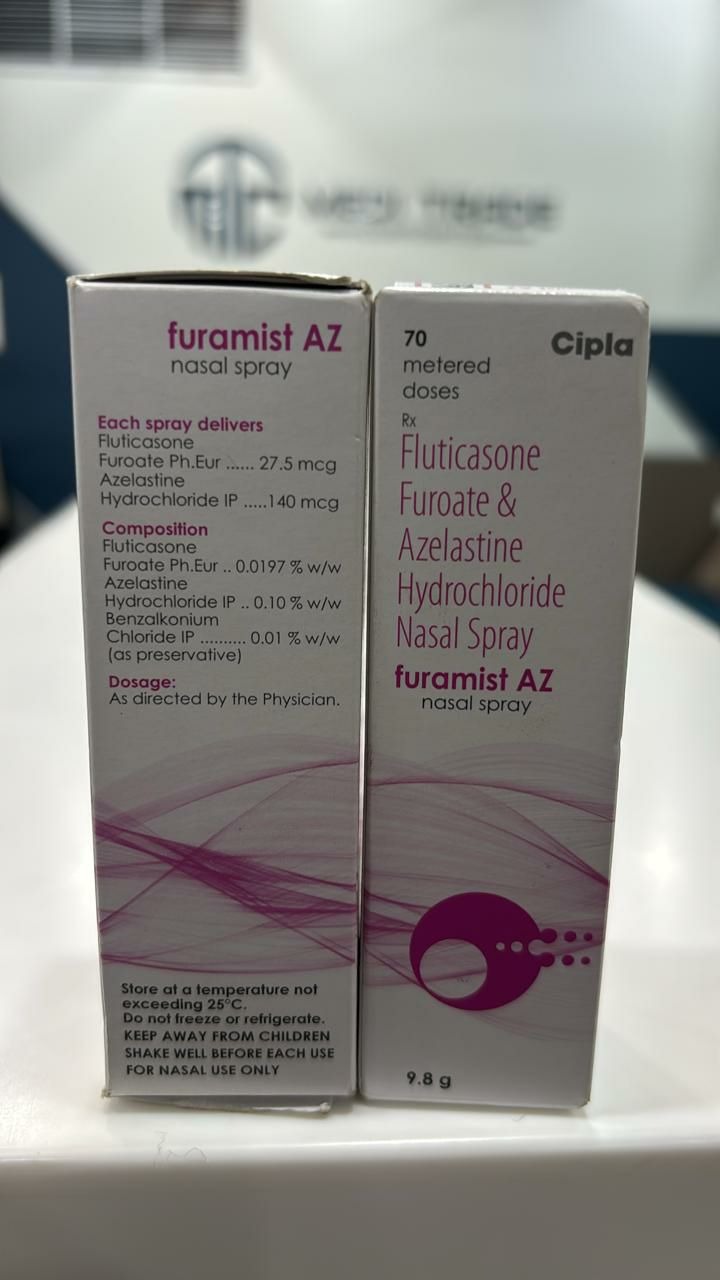 furamist AZ
nasal spray
Each spray delivers
Fluticasone
Furoate Ph.Eur ...... 27.5 mcg
Azelastine
Hydrochloride IP .....140 mcg
Composition
Fluticasone
Furoate Ph.Eur .. 0.0197 % w/w
Azelastine
Hydrochloride IP .. 0.10 % w/w
Benzalkonium
Chloride IP .......... 0.01 % w/w
(as preservative)
Dosage:
As directed by the Physician.
Store at a temperature not
exceeding 25°C.
Do not freeze or refrigerate.
KEEP AWAY FROM CHILDREN
SHAKE WELL BEFORE EACH USE
FOR NASAL USE ONLY
70
metered
doses
Cipla
Rx
Fluticasone
Furoate &
Azelastine
Hydrochloride
Nasal Spray
furamist AZ
nasal spray
9.8 g